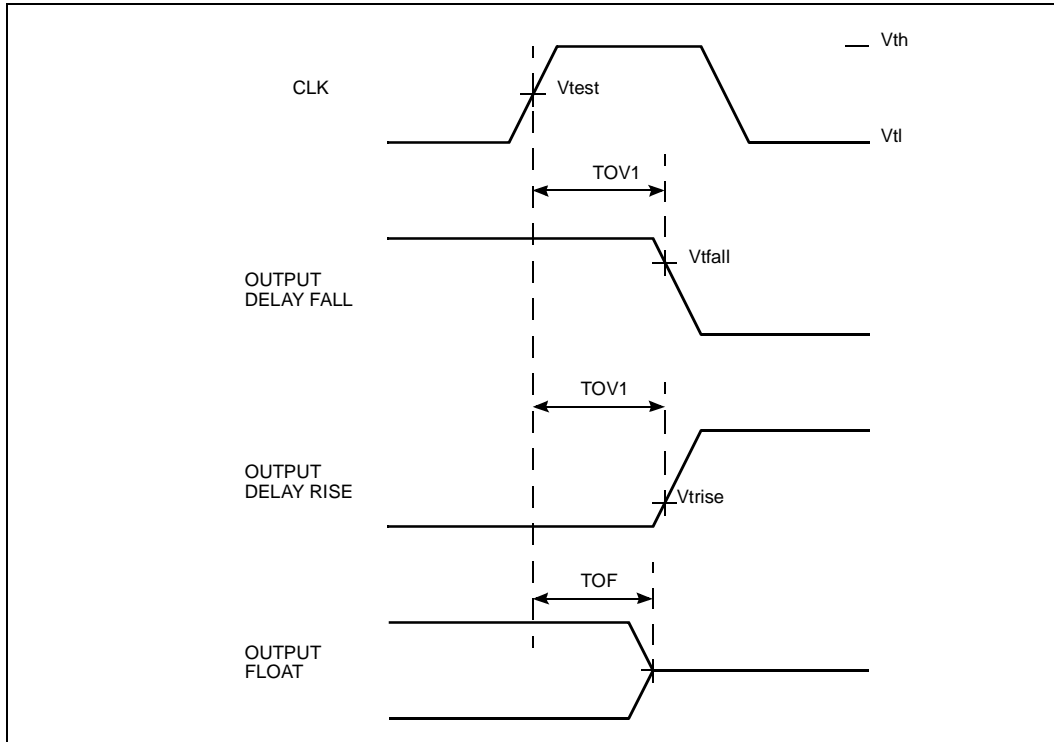 Vth
CLK
Vtest
Vtl
TOV1
Vtfall
OUTPUT
DELAY FALL
TOV1
OUTPUT
DELAY RISE
Vtrise
TOF
OUTPUT
FLOAT